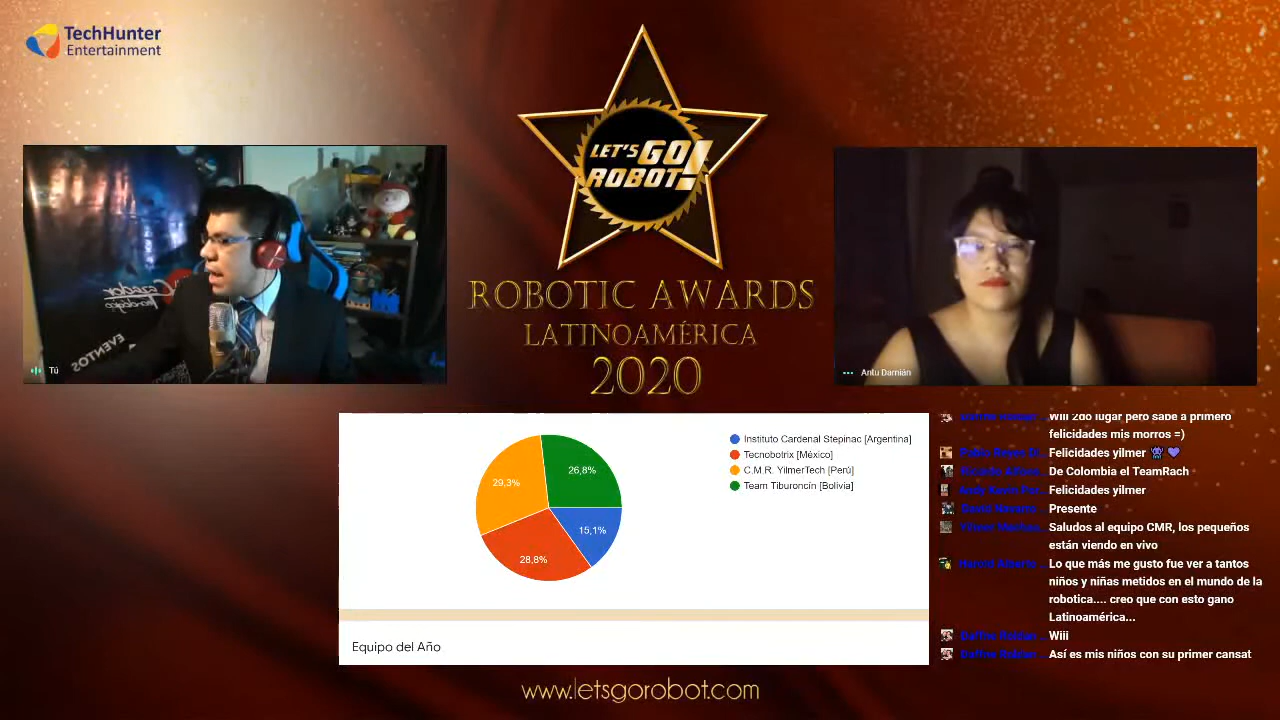 TechHunter
Entertainment
LET'S GO
ROBOT!
ROBOTIC AWARDS
LATINOAMÉRICA
2020
EVENTOS
Tú
Antu Damián
29,3%
26,8%
15,1%
28,8%
Instituto Cardenal Stepinac [Argentina]
Tecnobotrix [México]
C.M.R. YilmerTech [Perú]
Team Tiburoncín [Bolivia]
Equipo del Año
Wiii 2do lugar pero sabe a primero
felicidades mis morros =)
Felicidades yilmer
De Colombia el TeamRach
Felicidades yilmer
Presente
Saludos al equipo CMR, los pequeños
están viendo en vivo
Lo que más me gusto fue ver a tantos
niños y niñas metidos en el mundo de la
robotica.... creo que con esto gano
Latinoamérica...
Wiii
Así es mis niños con su primer cansat
www.letsgorobot.com